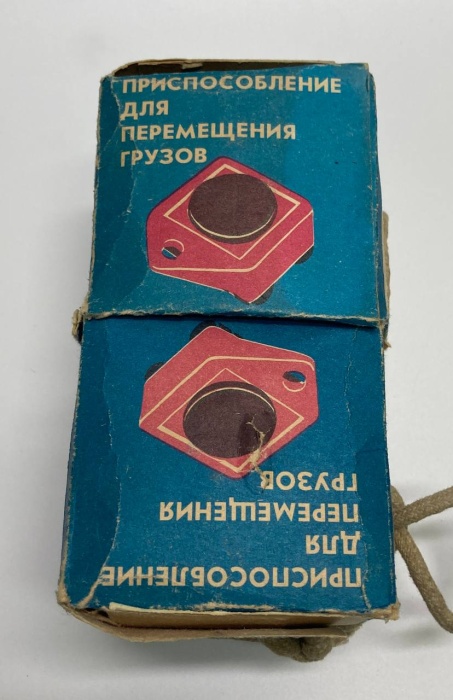 ПРИСПОСОБЛЕНИЕ
ДЛЯ
ПЕРЕМЕЩЕНИЯ
ГРУЗОВ
ПРИСПОСОБЛЕНИЕ
ДЛЯ
ПЕРЕМЕЩЕНИЯ
ГРУЗОВ